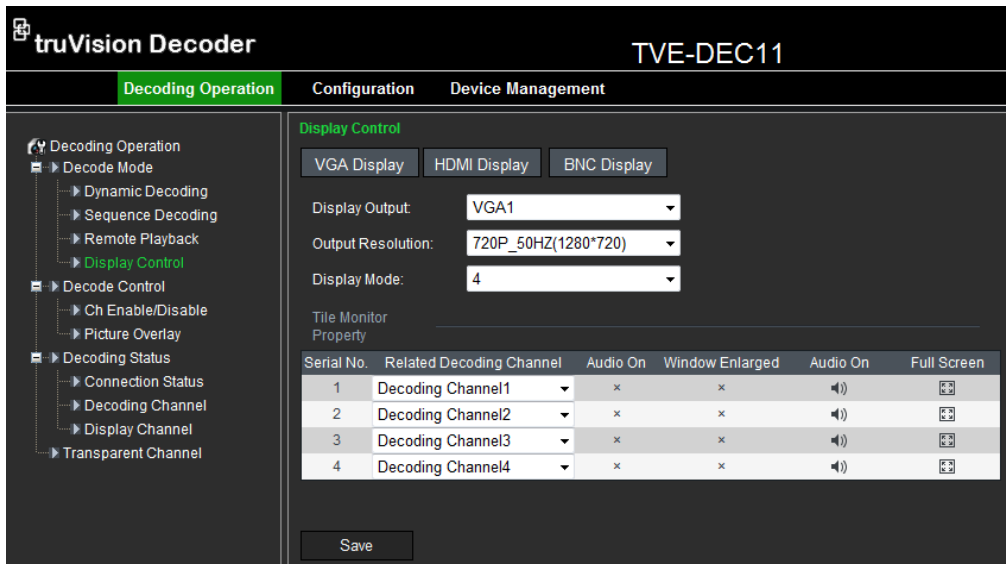 truVision Decoder
TVE-DEC11
Decoding Operation Configuration Device Management
Decoding Operation
Decode Mode
Dynamic Decoding
Sequence Decoding
Remote Playback
Display Control
Decode Control
Ch Enable/Disable
Picture Overlay
Decoding Status
Connection Status
Decoding Channel
Display Channel
Transparent Channel
Display Control
VGA Display HDMI Display BNC Display
Display Output: VGA1
Output Resolution: 720P_50HZ(1280*720)
Display Mode: 4
Tile Monitor
Property
Serial No. Related Decoding Channel Audio On Window Enlarged Audio On Full Screen
1 Decoding Channel1 × ×
2 Decoding Channel2 × ×
3 Decoding Channel3 × ×
4 Decoding Channel4 × ×
Save